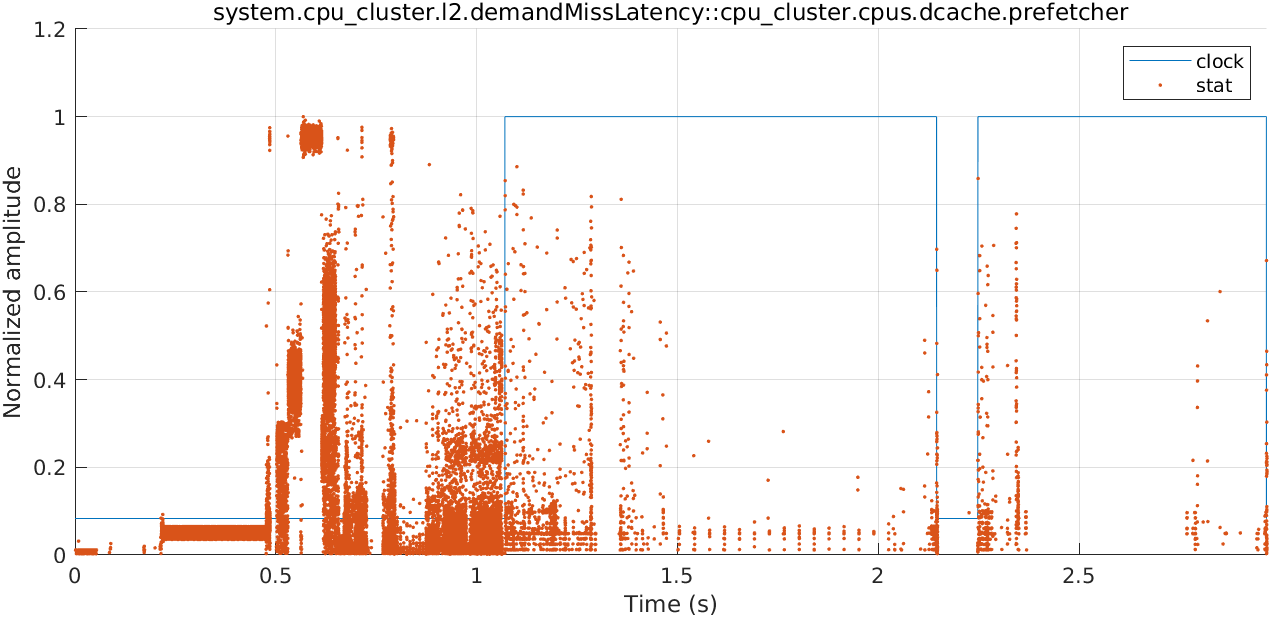 system.cpu_cluster.l2.demandMissLatency::cpu_cluster.cpus.dcache.prefetcher
1.2
clock
stat
1
0.8
0.6
0.4
0.2
0
Normalized amplitude
0
0.5
1
1.5
2
2.5
Time (s)